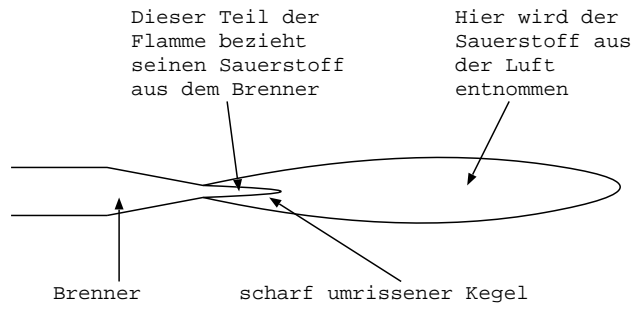 Dieser Teil der
Flamme bezieht
seinen Sauerstoff
aus dem Brenner
Hier wird der
Sauerstoff aus
der Luft
entnommen
Brenner
scharf umrissener Kegel